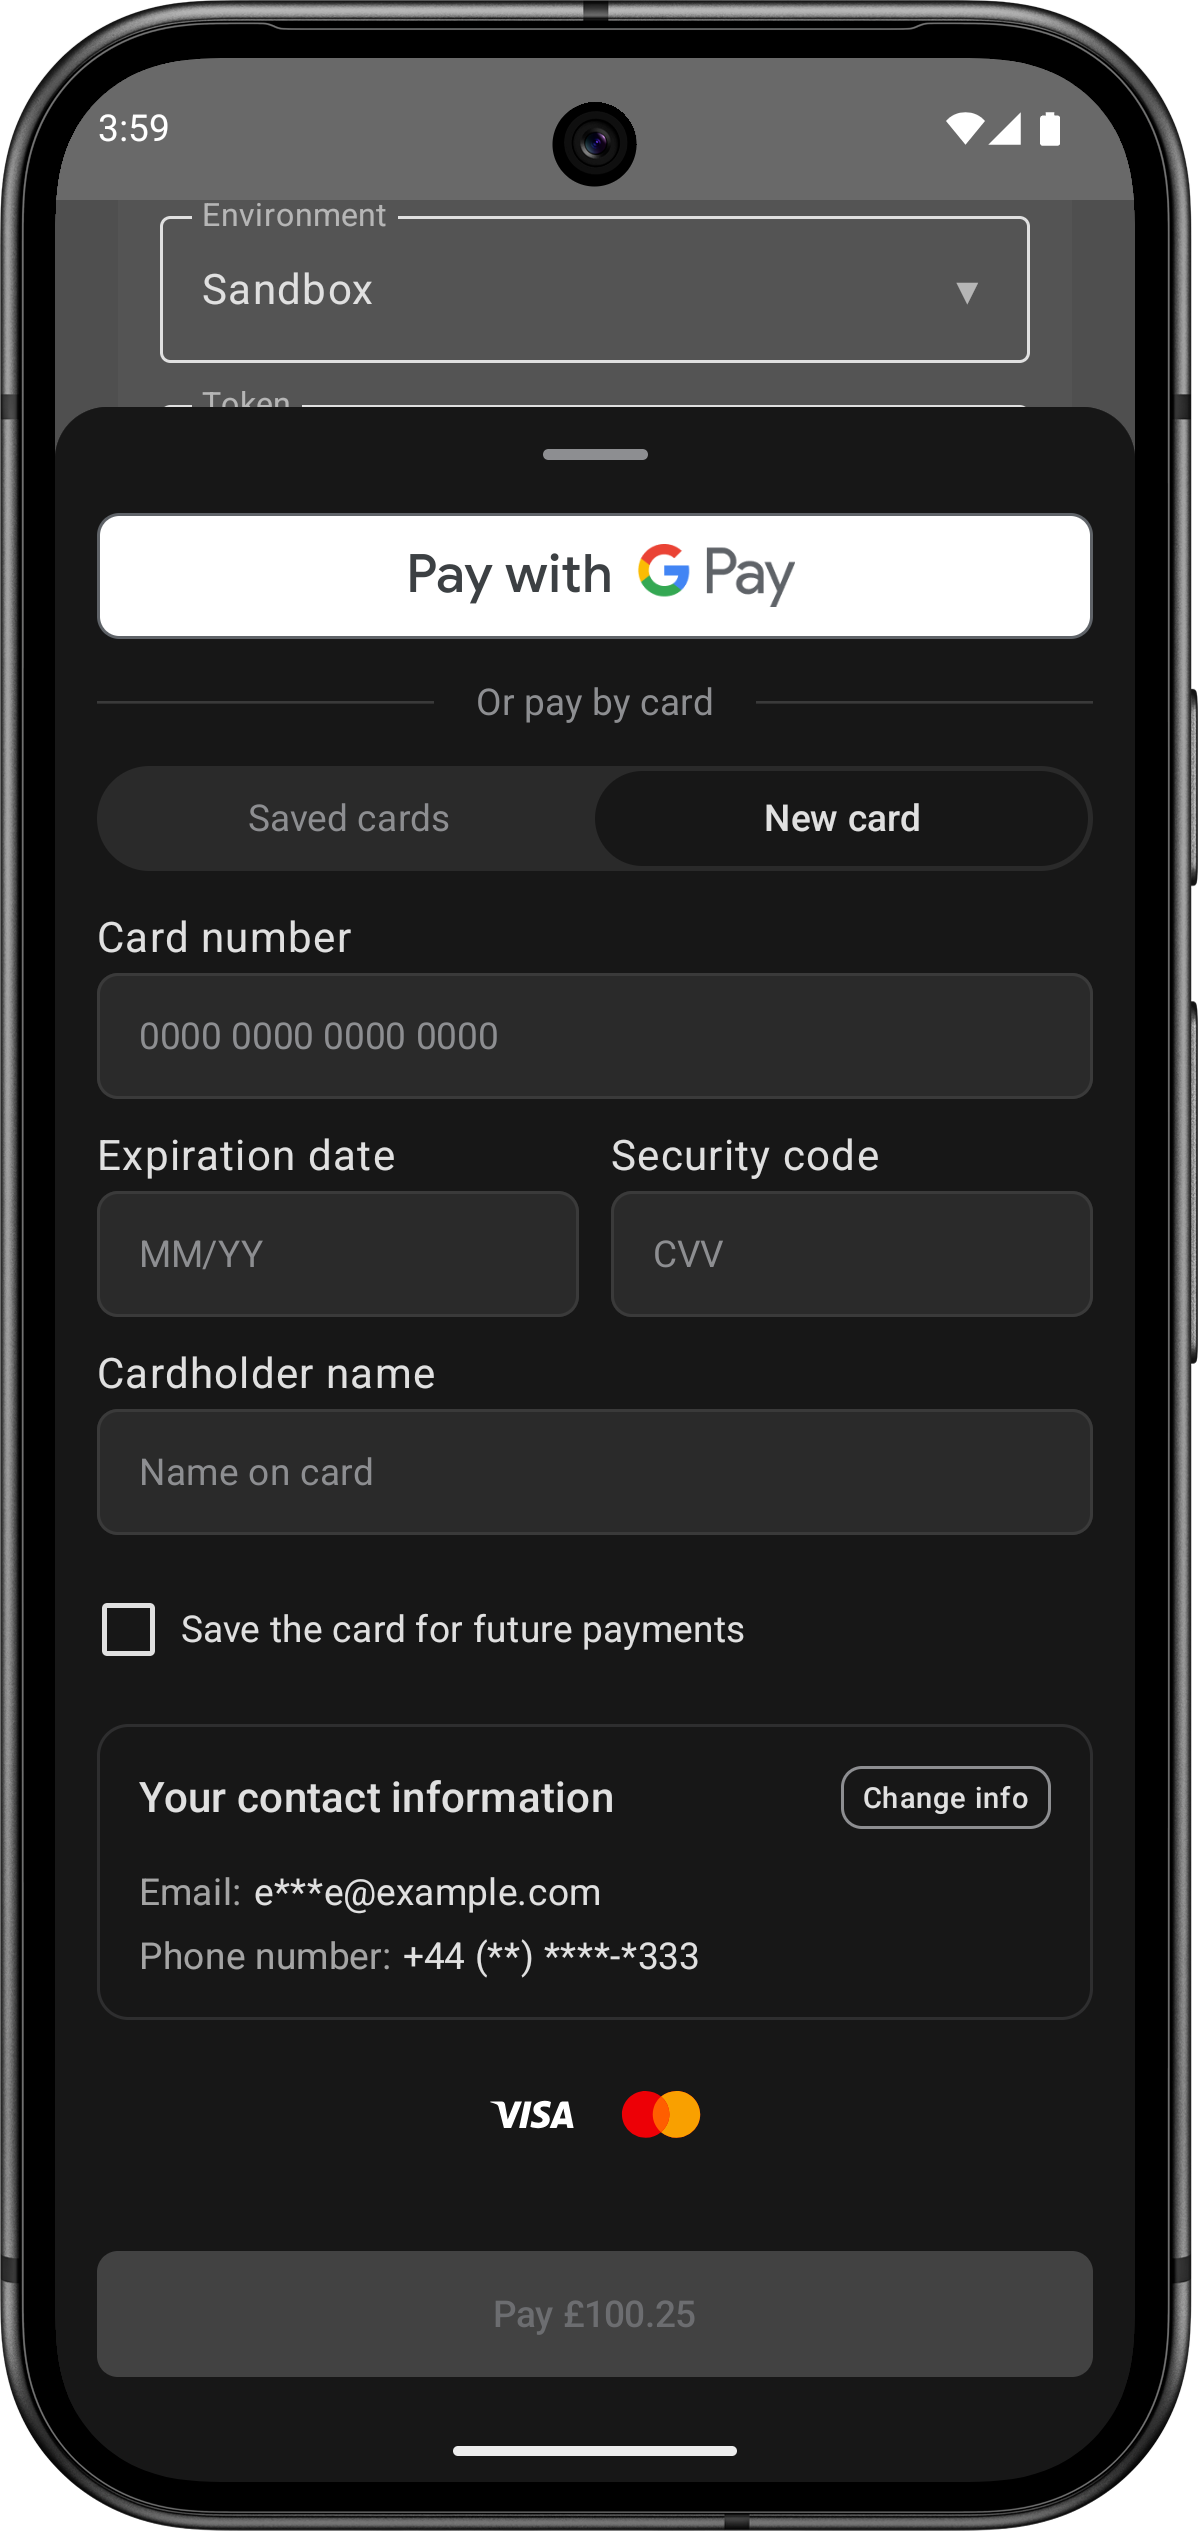 3:59
Environment
Sandbox
Token
Pay with G Pay
Or pay by card
Saved cards
New card
Card number
0000 0000 0000 0000
Expiration date
Security code
MM/YY
CVV
Cardholder name
Name on card
Save the card for future payments
Your contact information
Change info
Email: e***e@example.com
Phone number: +44 (**) ****-*333
VISA
Pay £100.25